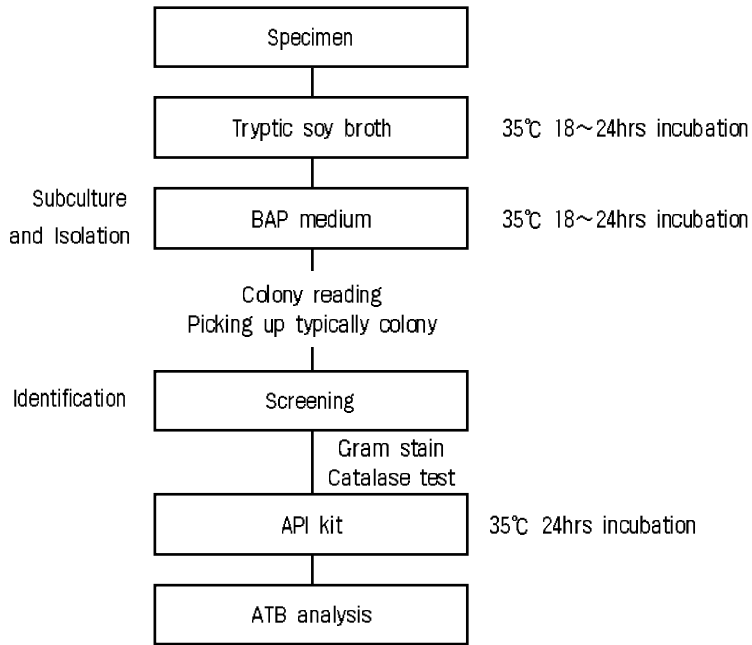 Specimen
Tryptic soy broth
35℃ 18~24hrs incubation
Subculture
and Isolation
BAP medium
35℃ 18~24hrs incubation
Colony reading
Picking up typically colony
Identification
Screening
Gram stain
Catalase test
API kit
35℃ 24hrs incubation
ATB analysis